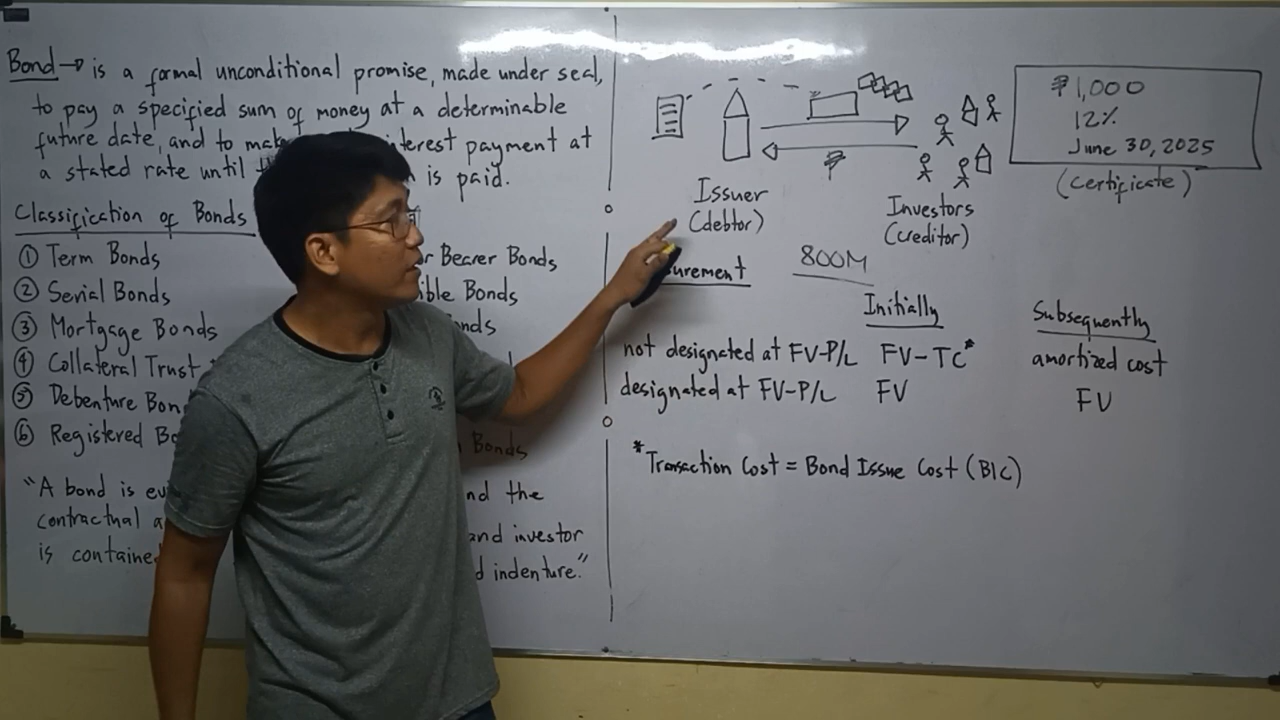 Bond → is a formal unconditional promise, made under seal,
to pay a specified sum of money at a determinable
future date, and to make interest payment at
a stated rate until is paid.
Classification of Bonds
① Term Bonds
② Serial Bonds
③ Mortgage Bonds
④ Collateral Trust
⑤ Debenture Bon
⑥ Registered Bo
r Bearer Bonds
ible Bonds
nds
Bonds
"A bond is ev
contractual a nd the
is contained and investor
d indenture."
Issuer
(debtor)
₱
Investors
(creditor)
₱1,000
12%
June 30, 2025
(certificate)
surement
800M
Initially
Subsequently
not designated at FV-P/L FV-TC* amortized cost
designated at FV-P/L FV FV
*Transaction Cost = Bond Issue Cost (BIC)